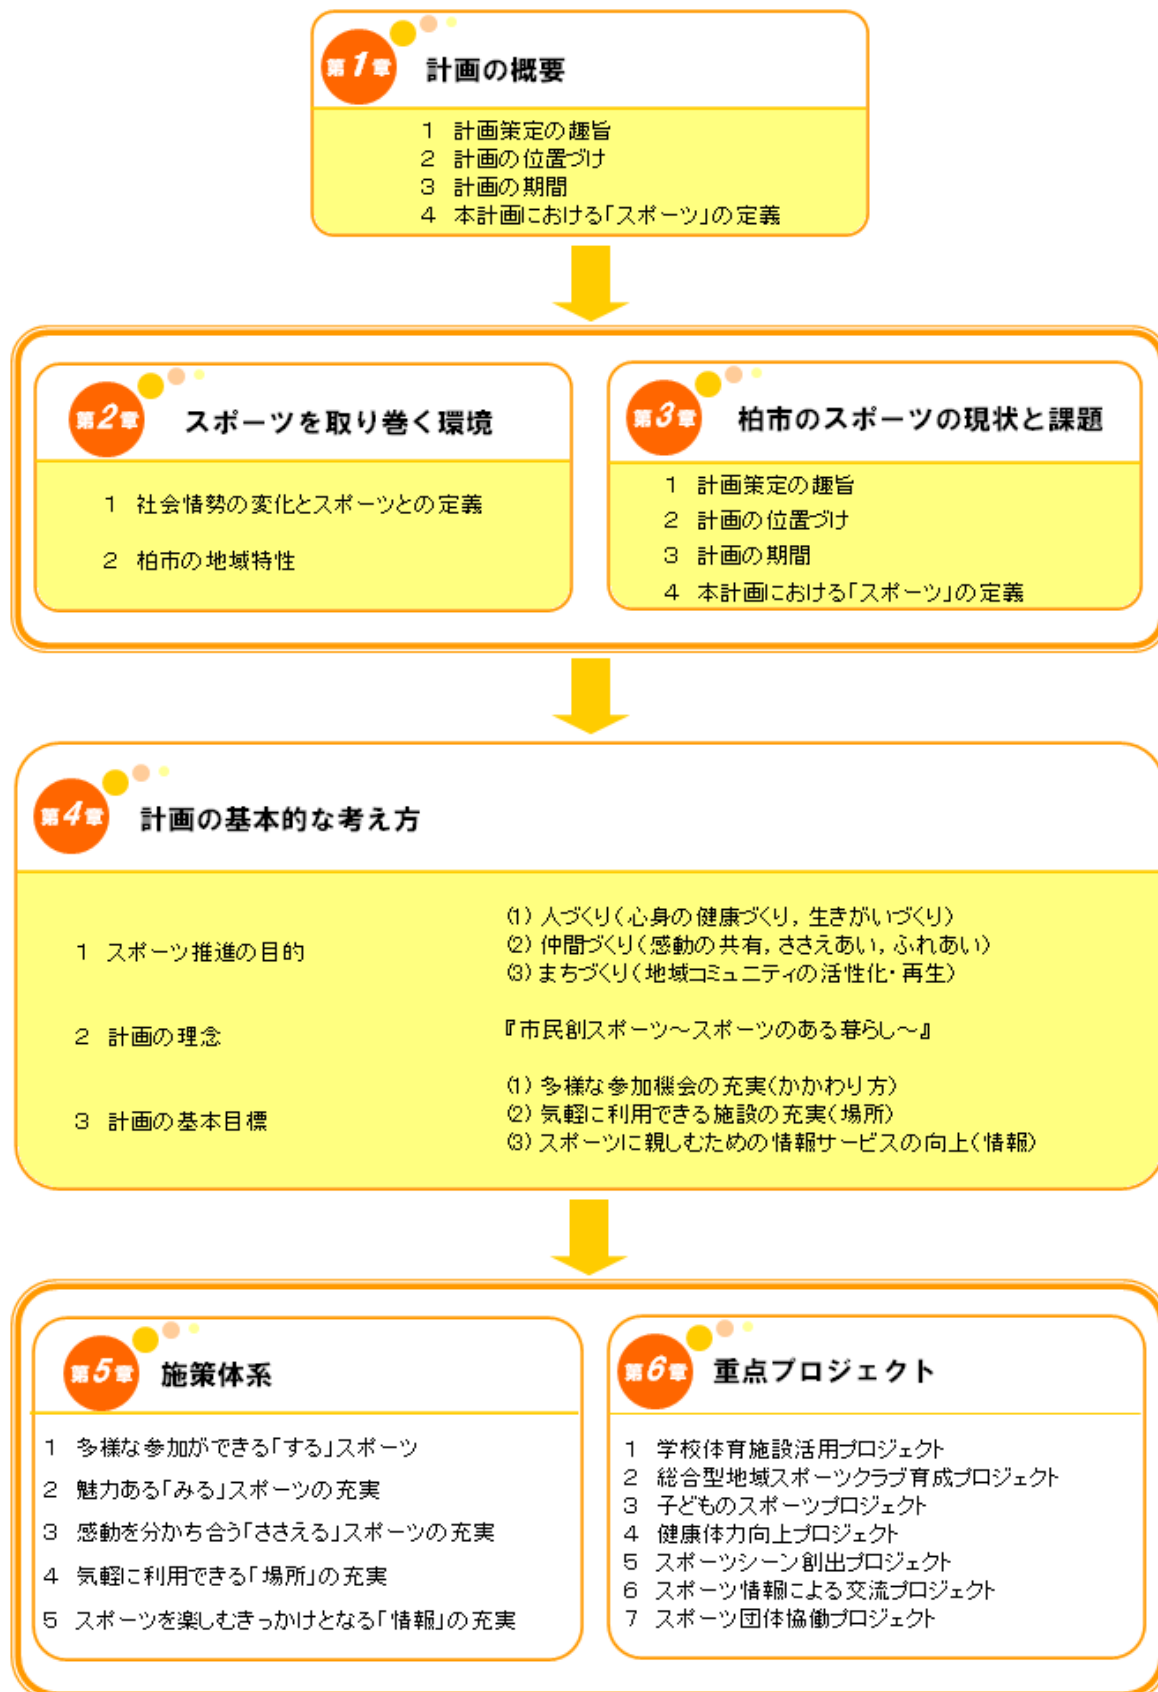 第1章 計画の概要
1 計画策定の趣旨
2 計画の位置づけ
3 計画の期間
4 本計画における「スポーツ」の定義
第2章 スポーツを取り巻く環境
1 社会情勢の変化とスポーツとの定義
2 柏市の地域特性
第3章 柏市のスポーツの現状と課題
1 計画策定の趣旨
2 計画の位置づけ
3 計画の期間
4 本計画における「スポーツ」の定義
第4章 計画の基本的な考え方
1 スポーツ推進の目的
(1) 人づくり(心身の健康づくり, 生きがいづくり)
(2) 仲間づくり(感動の共有, ささえあい, ふれあい)
(3) まちづくり(地域コミュニティの活性化・再生)
2 計画の理念
『市民創スポーツ～スポーツのある暮らし～』
3 計画の基本目標
(1) 多様な参加機会の充実(かかわり方)
(2) 気軽に利用できる施設の充実(場所)
(3) スポーツに親しむための情報サービスの向上(情報)
第5章 施策体系
1 多様な参加ができる「する」スポーツ
2 魅力ある「みる」スポーツの充実
3 感動を分かち合う「ささえる」スポーツの充実
4 気軽に利用できる「場所」の充実
5 スポーツを楽しむきっかけとなる「情報」の充実
第6章 重点プロジェクト
1 学校体育施設活用プロジェクト
2 総合型地域スポーツクラブ育成プロジェクト
3 子どものスポーツプロジェクト
4 健康体力向上プロジェクト
5 スポーツシーン創出プロジェクト
6 スポーツ情報による交流プロジェクト
7 スポーツ団体協働プロジェクト